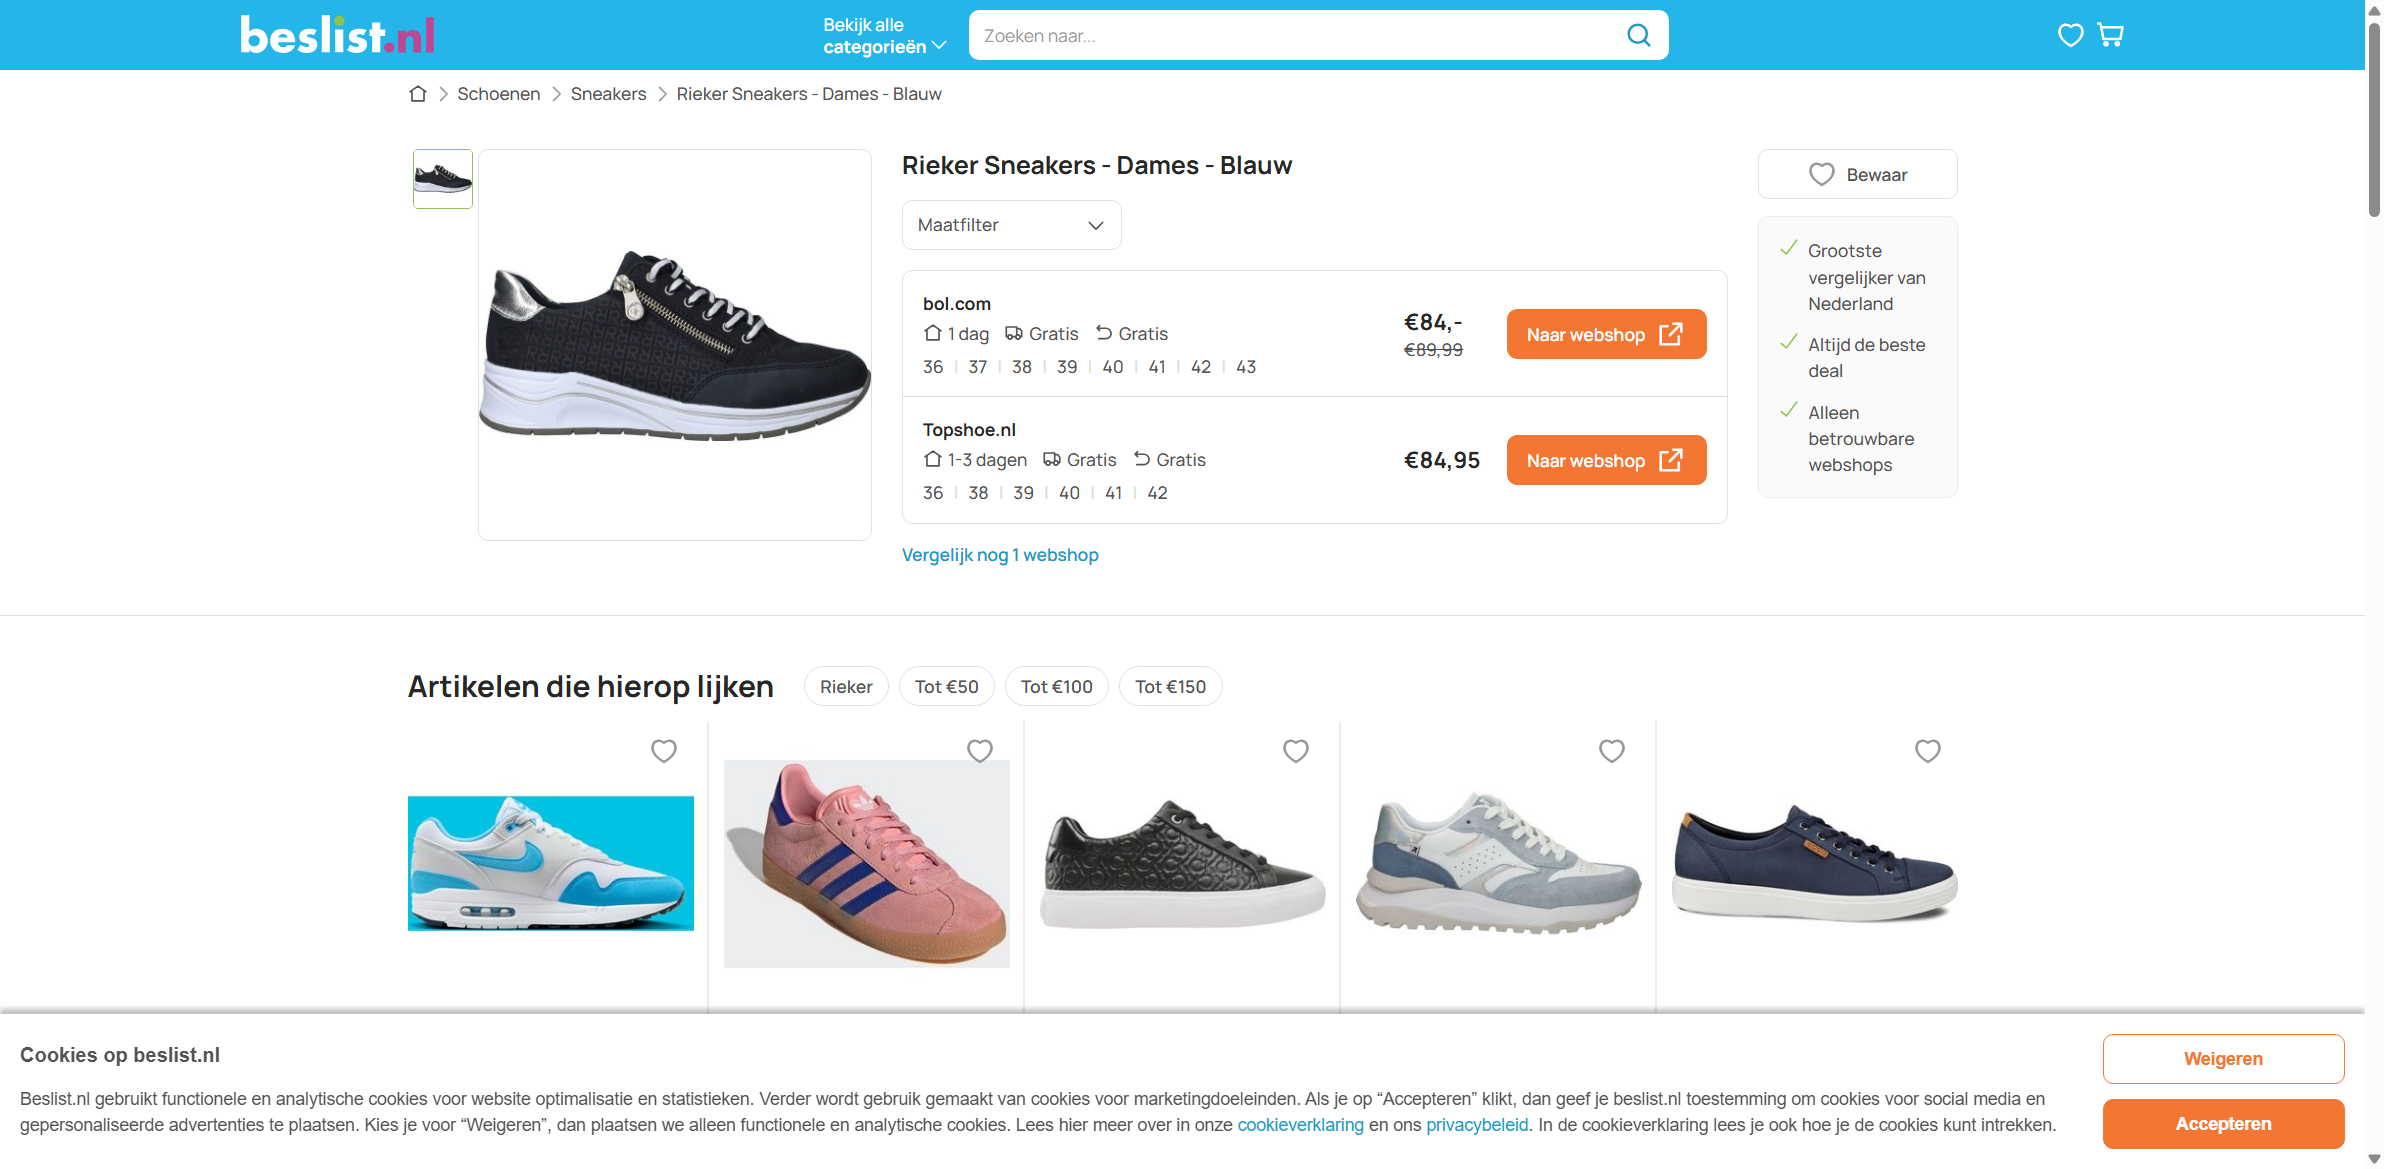 beslist.nl
Bekijk alle
categorieën
Zoeken naar...
Schoenen
Sneakers
Rieker Sneakers - Dames - Blauw
Rieker Sneakers - Dames - Blauw
Maatfilter
bol.com
1 dag Gratis Gratis
36 37 38 39 40 41 42 43
€84,-
€89,99
Naar webshop
Topshoe.nl
1-3 dagen Gratis Gratis
36 38 39 40 41 42
€84,95
Naar webshop
Vergelijk nog 1 webshop
Bewaar
Grootste
vergelijker van
Nederland
Altijd de beste
deal
Alleen
betrouwbare
webshops
Artikelen die hierop lijken
Rieker
Tot €50
Tot €100
Tot €150
Cookies op beslist.nl
Beslist.nl gebruikt functionele en analytische cookies voor website optimalisatie en statistieken. Verder wordt gebruik gemaakt van cookies voor marketingdoeleinden. Als je op “Accepteren” klikt, dan geef je beslist.nl toestemming om cookies voor social media en
gepersonaliseerde advertenties te plaatsen. Kies je voor “Weigeren”, dan plaatsen we alleen functionele en analytische cookies. Lees hier meer over in onze cookieverklaring en ons privacybeleid. In de cookieverklaring lees je ook hoe je de cookies kunt intrekken.
Weigeren
Accepteren